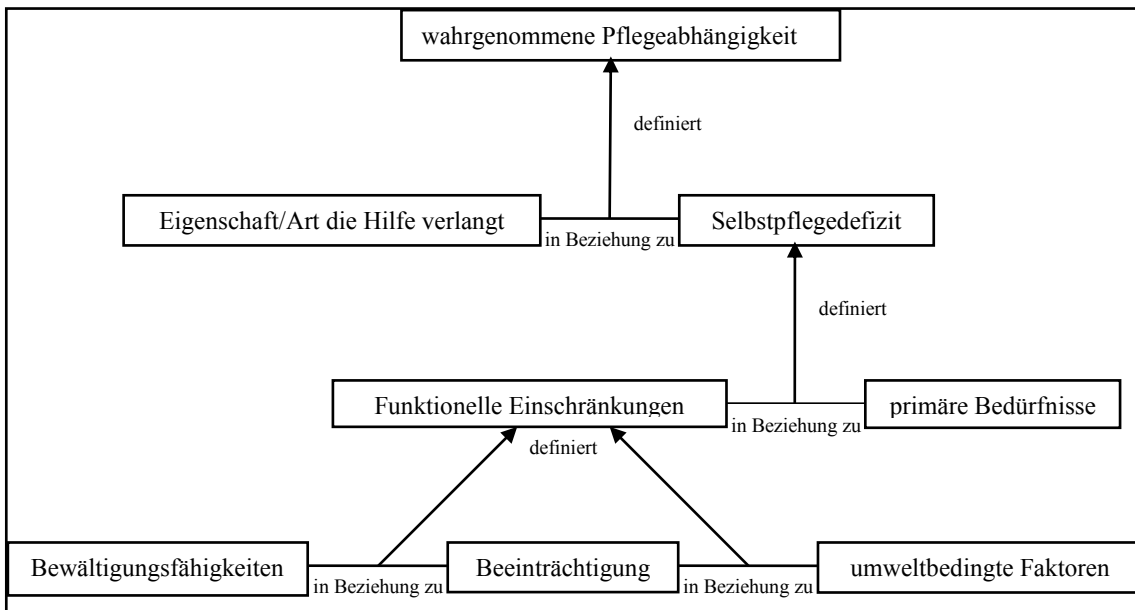 wahrgenommene Pflegeabhängigkeit
definiert
Eigenschaft/Art die Hilfe verlangt
in Beziehung zu
Selbstpflegedefizit
definiert
Funktionelle Einschränkungen
in Beziehung zu
primäre Bedürfnisse
definiert
Bewältigungsfähigkeiten
in Beziehung zu
Beeinträchtigung
in Beziehung zu
umweltbedingte Faktoren